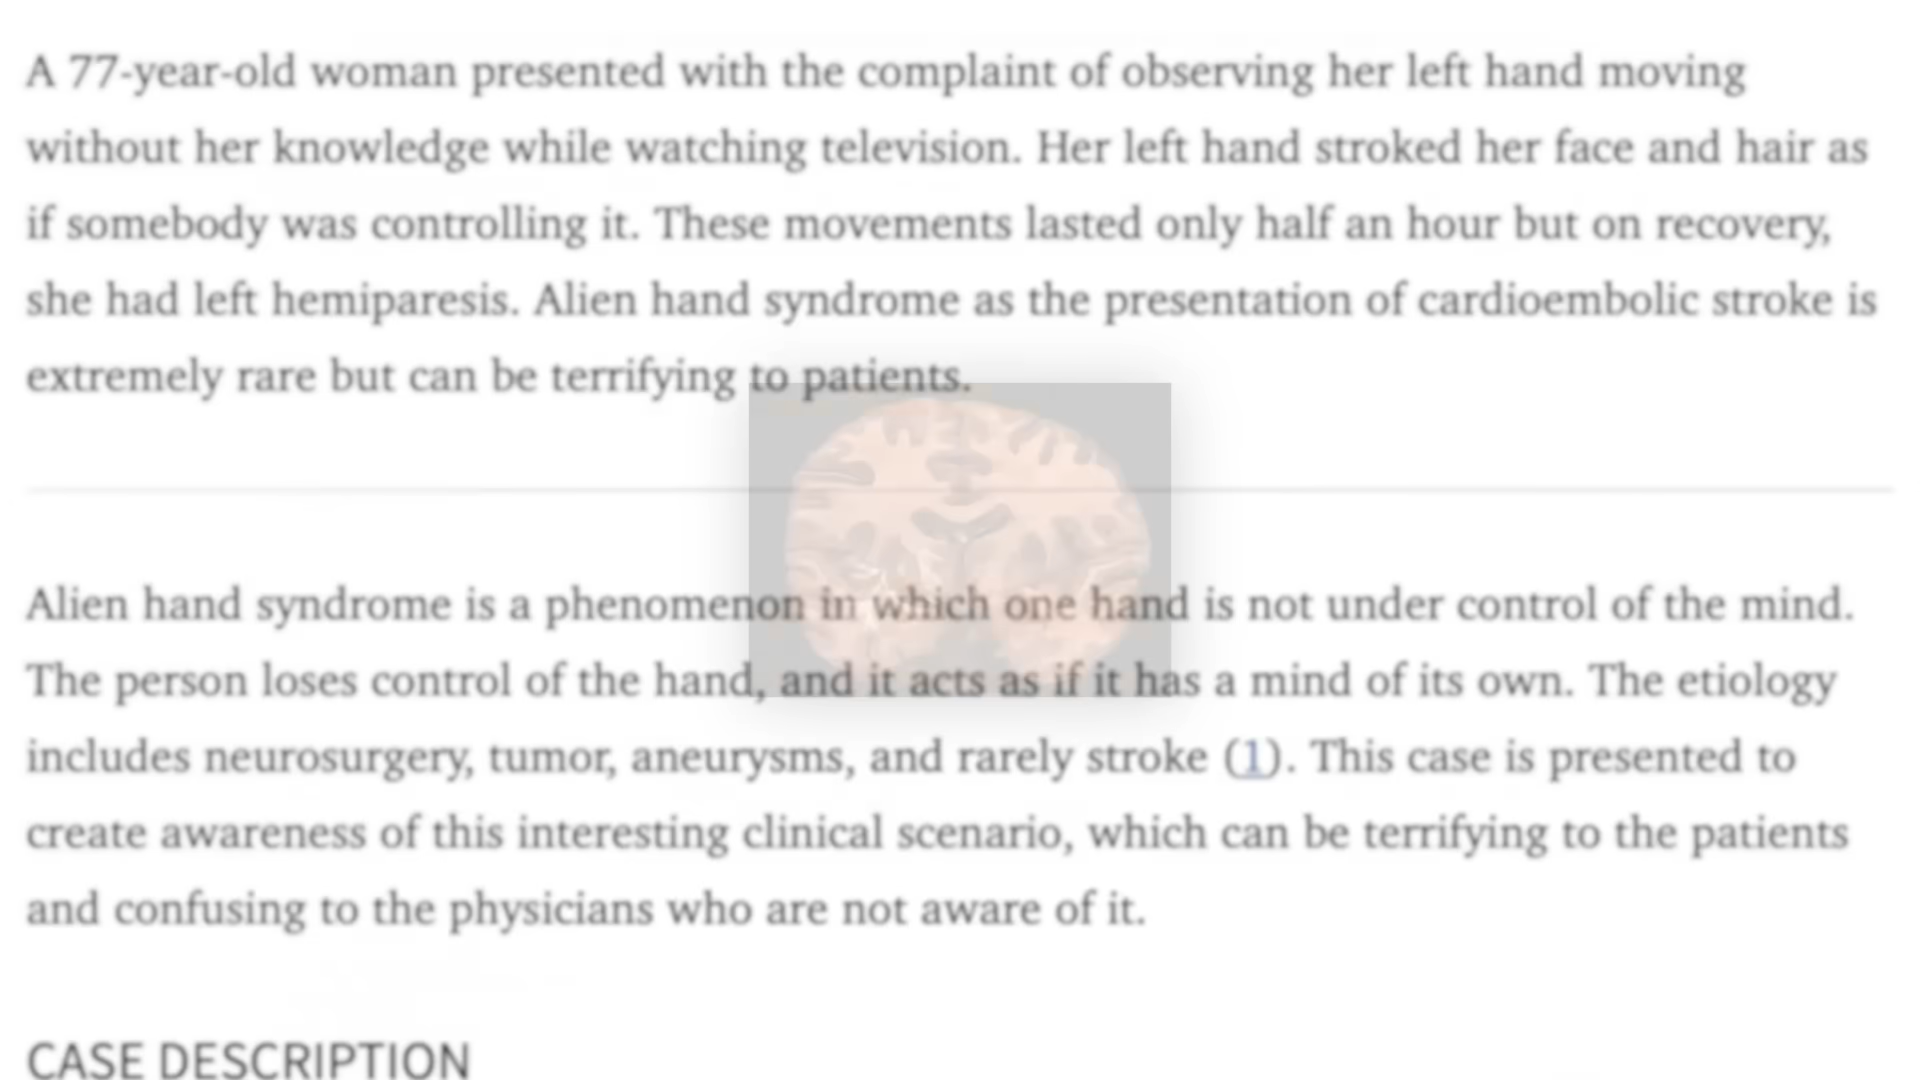 A 77-year-old woman presented with the complaint of observing her left hand moving
without her knowledge while watching television. Her left hand stroked her face and hair as
if somebody was controlling it. These movements lasted only half an hour but on recovery,
she had left hemiparesis. Alien hand syndrome as the presentation of cardioembolic stroke is
extremely rare but can be terrifying to patients.
Alien hand syndrome is a phenomenon in which one hand is not under control of the mind.
The person loses control of the hand, and it acts as if it has a mind of its own. The etiology
includes neurosurgery, tumor, aneurysms, and rarely stroke (1). This case is presented to
create awareness of this interesting clinical scenario, which can be terrifying to the patients
and confusing to the physicians who are not aware of it.
CASE DESCRIPTION